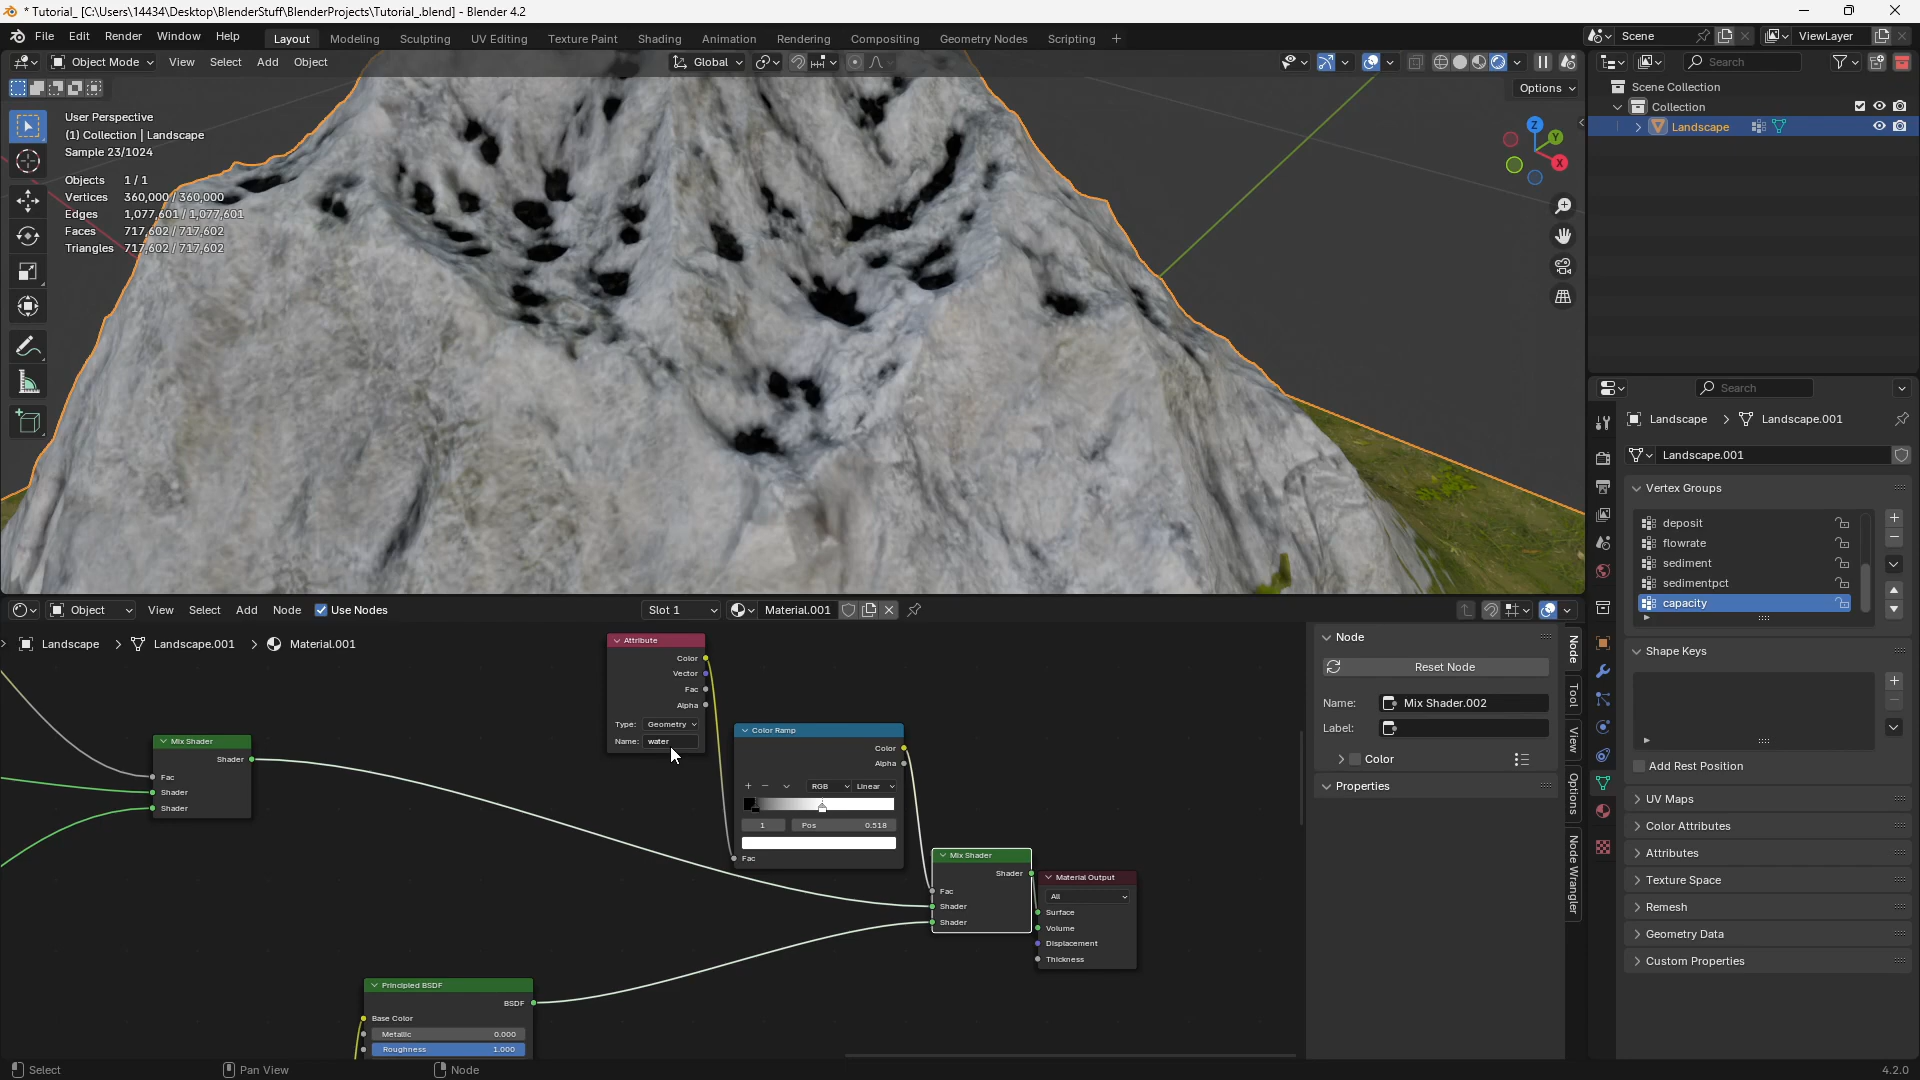 * Tutorial_ [C:\Users\14434\Desktop\BlenderStuff\BlenderProjects\Tutorial_.blend] - Blender 4.2
File Edit Render Window Help
Layout Modeling Sculpting UV Editing Texture Paint Shading Animation Rendering Compositing Geometry Nodes Scripting +
Scene
ViewLayer
Object Mode View Select Add Object
Global
Options
User Perspective
(1) Collection | Landscape
Sample 23/1024
Objects 1 / 1
Vertices 360,000 / 360,000
Edges 1,077,601 / 1,077,601
Faces 717,602 / 717,602
Triangles 717,602 / 717,602
Z
Y
X
Search
Scene Collection
Collection
Landscape
Search
Landscape > Landscape.001
Landscape.001
Vertex Groups
deposit
flowrate
sediment
sedimentpct
capacity
Shape Keys
Add Rest Position
UV Maps
Color Attributes
Attributes
Texture Space
Remesh
Geometry Data
Custom Properties
Object View Select Add Node Use Nodes
Slot 1
Material.001
Landscape > Landscape.001 > Material.001
Mix Shader
Shader
Fac
Shader
Shader
Attribute
Color
Vector
Fac
Alpha
Type: Geometry
Name: water
Color Ramp
Color
Alpha
RGB Linear
1 Pos 0.518
Fac
Mix Shader
Shader
Fac
Shader
Shader
Material Output
All
Surface
Volume
Displacement
Thickness
Principled BSDF
BSDF
Base Color
Metallic 0.000
Roughness 1.000
Node
Reset Node
Name: Mix Shader.002
Label:
Color
Properties
Node
Tool
View
Options
Node Wrangler
Select
Pan View
Node
4.2.0